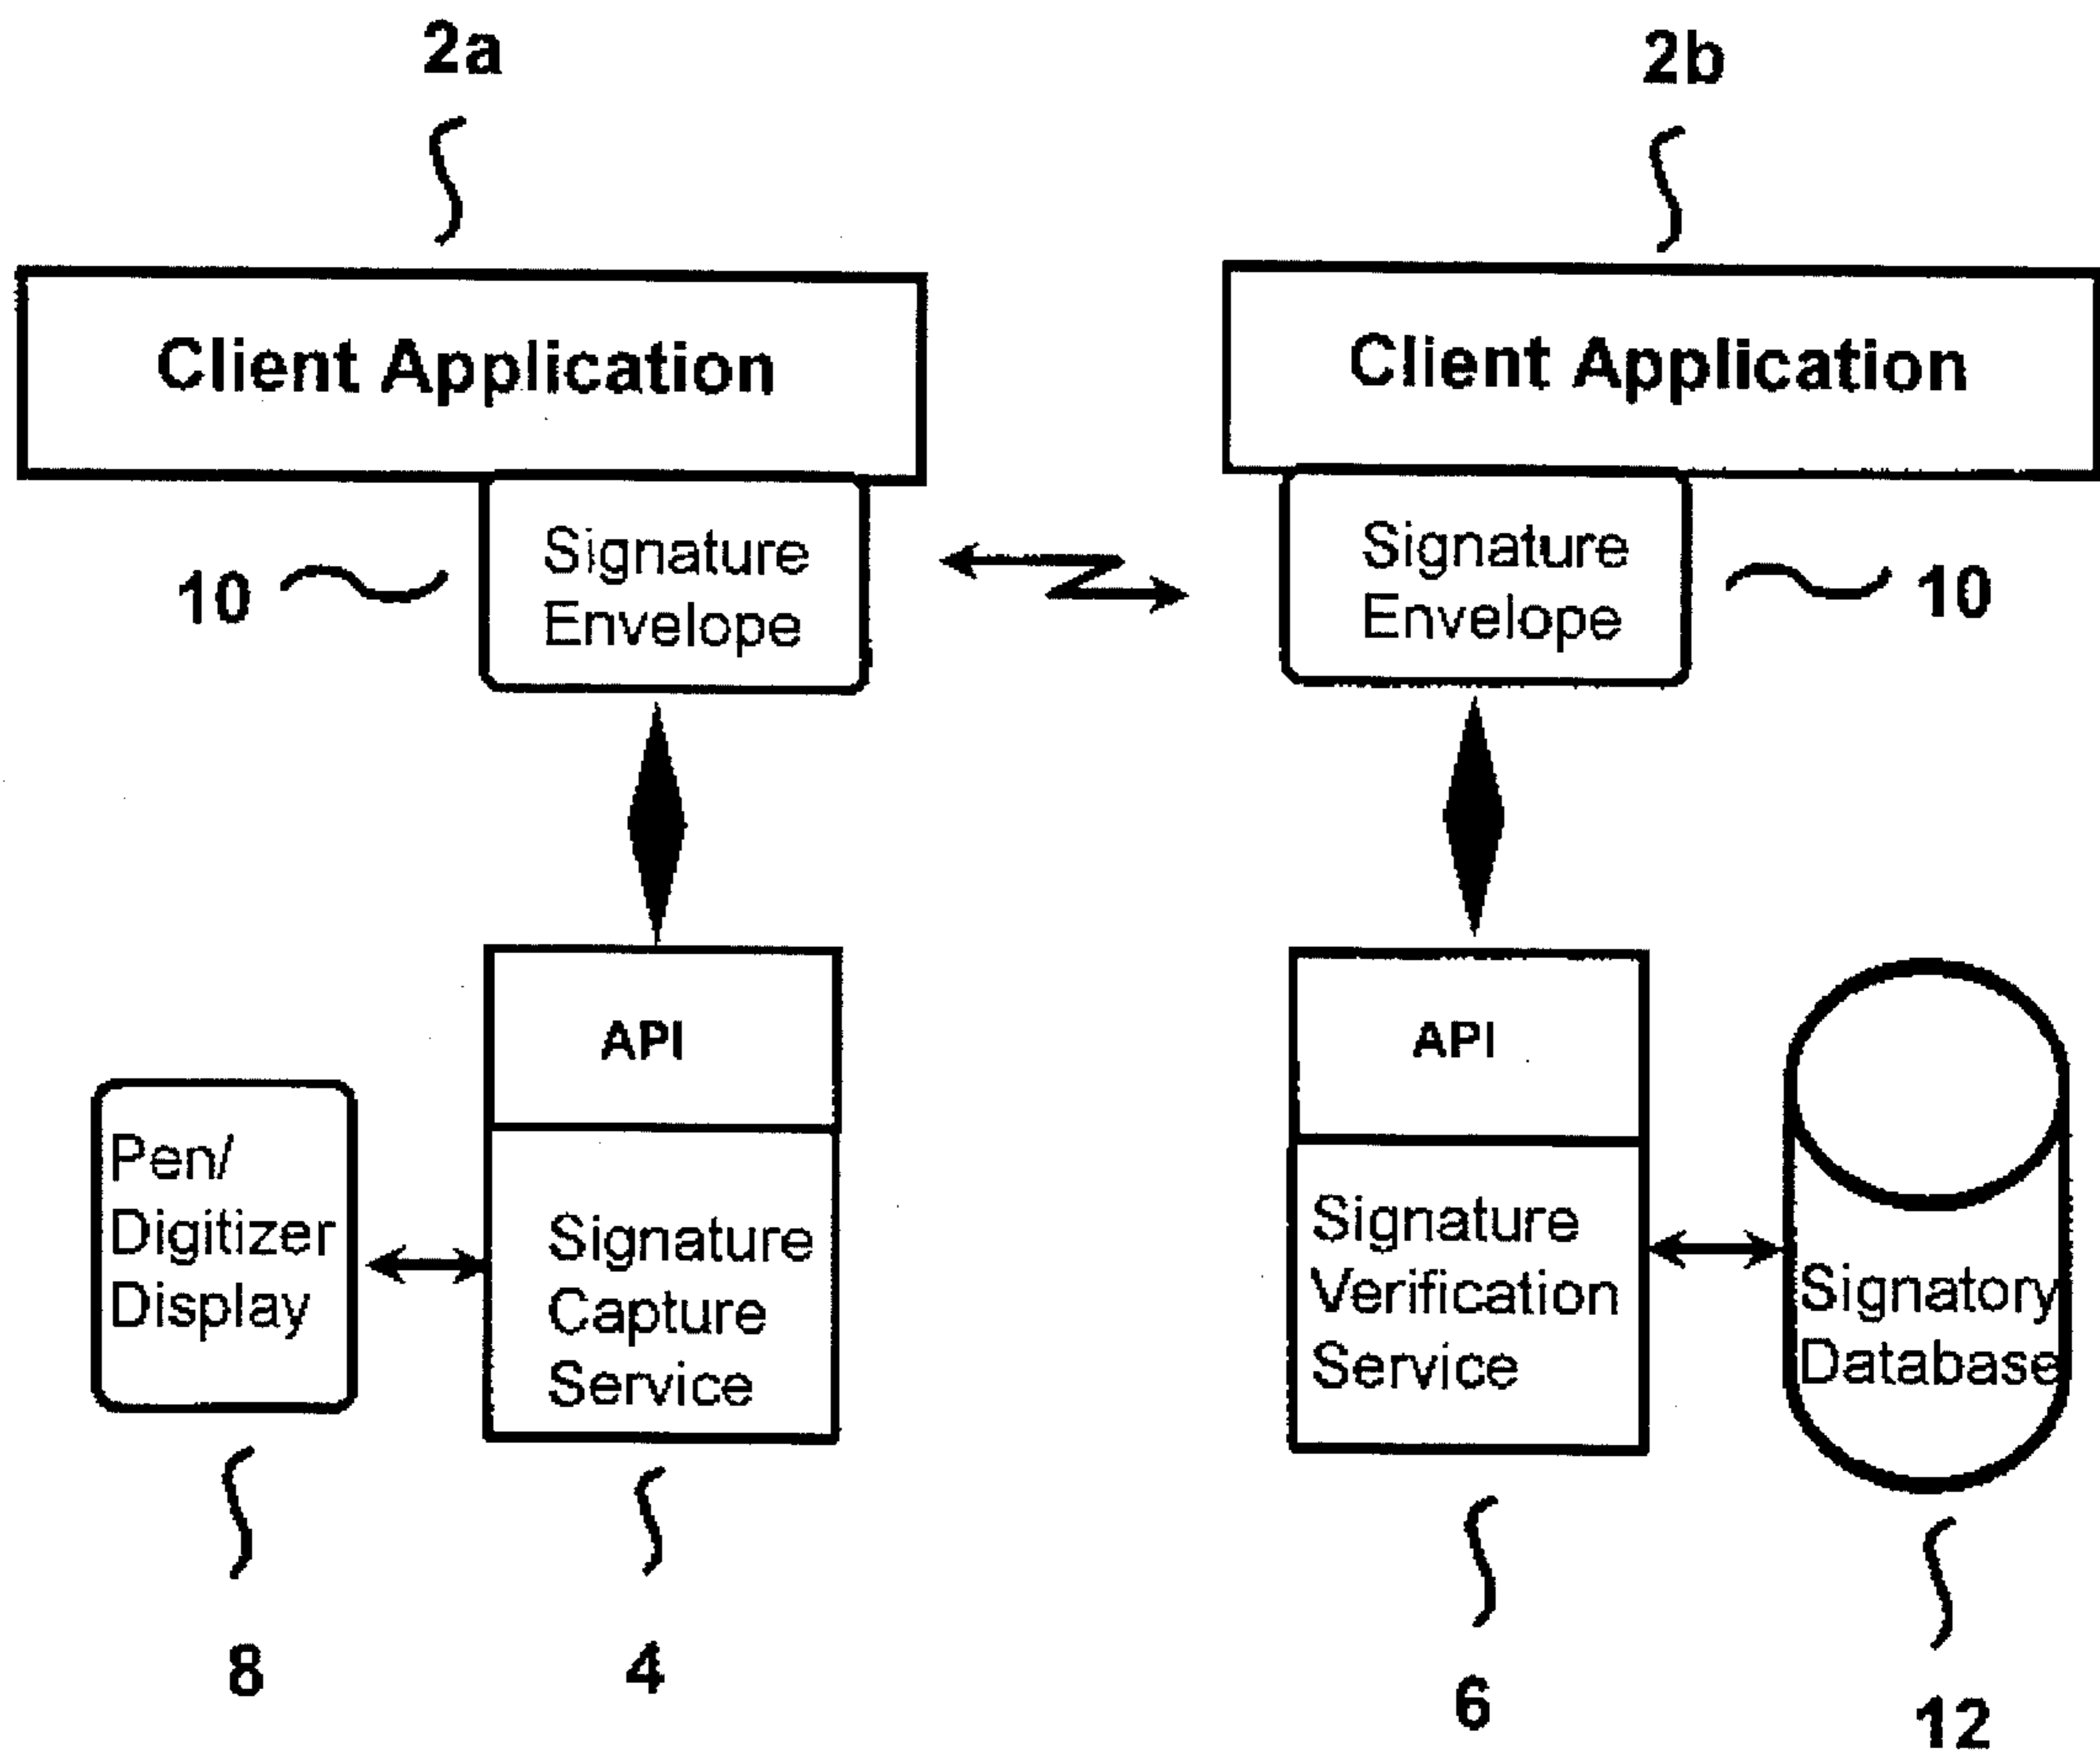 2a
2b
Client Application
Client Application
10
Signature
Envelope
Signature
Envelope
10
API
API
Pen/
Digitizer
Display
Signature
Capture
Service
Signature
Verification
Service
Signatory
Database
8
4
6
12